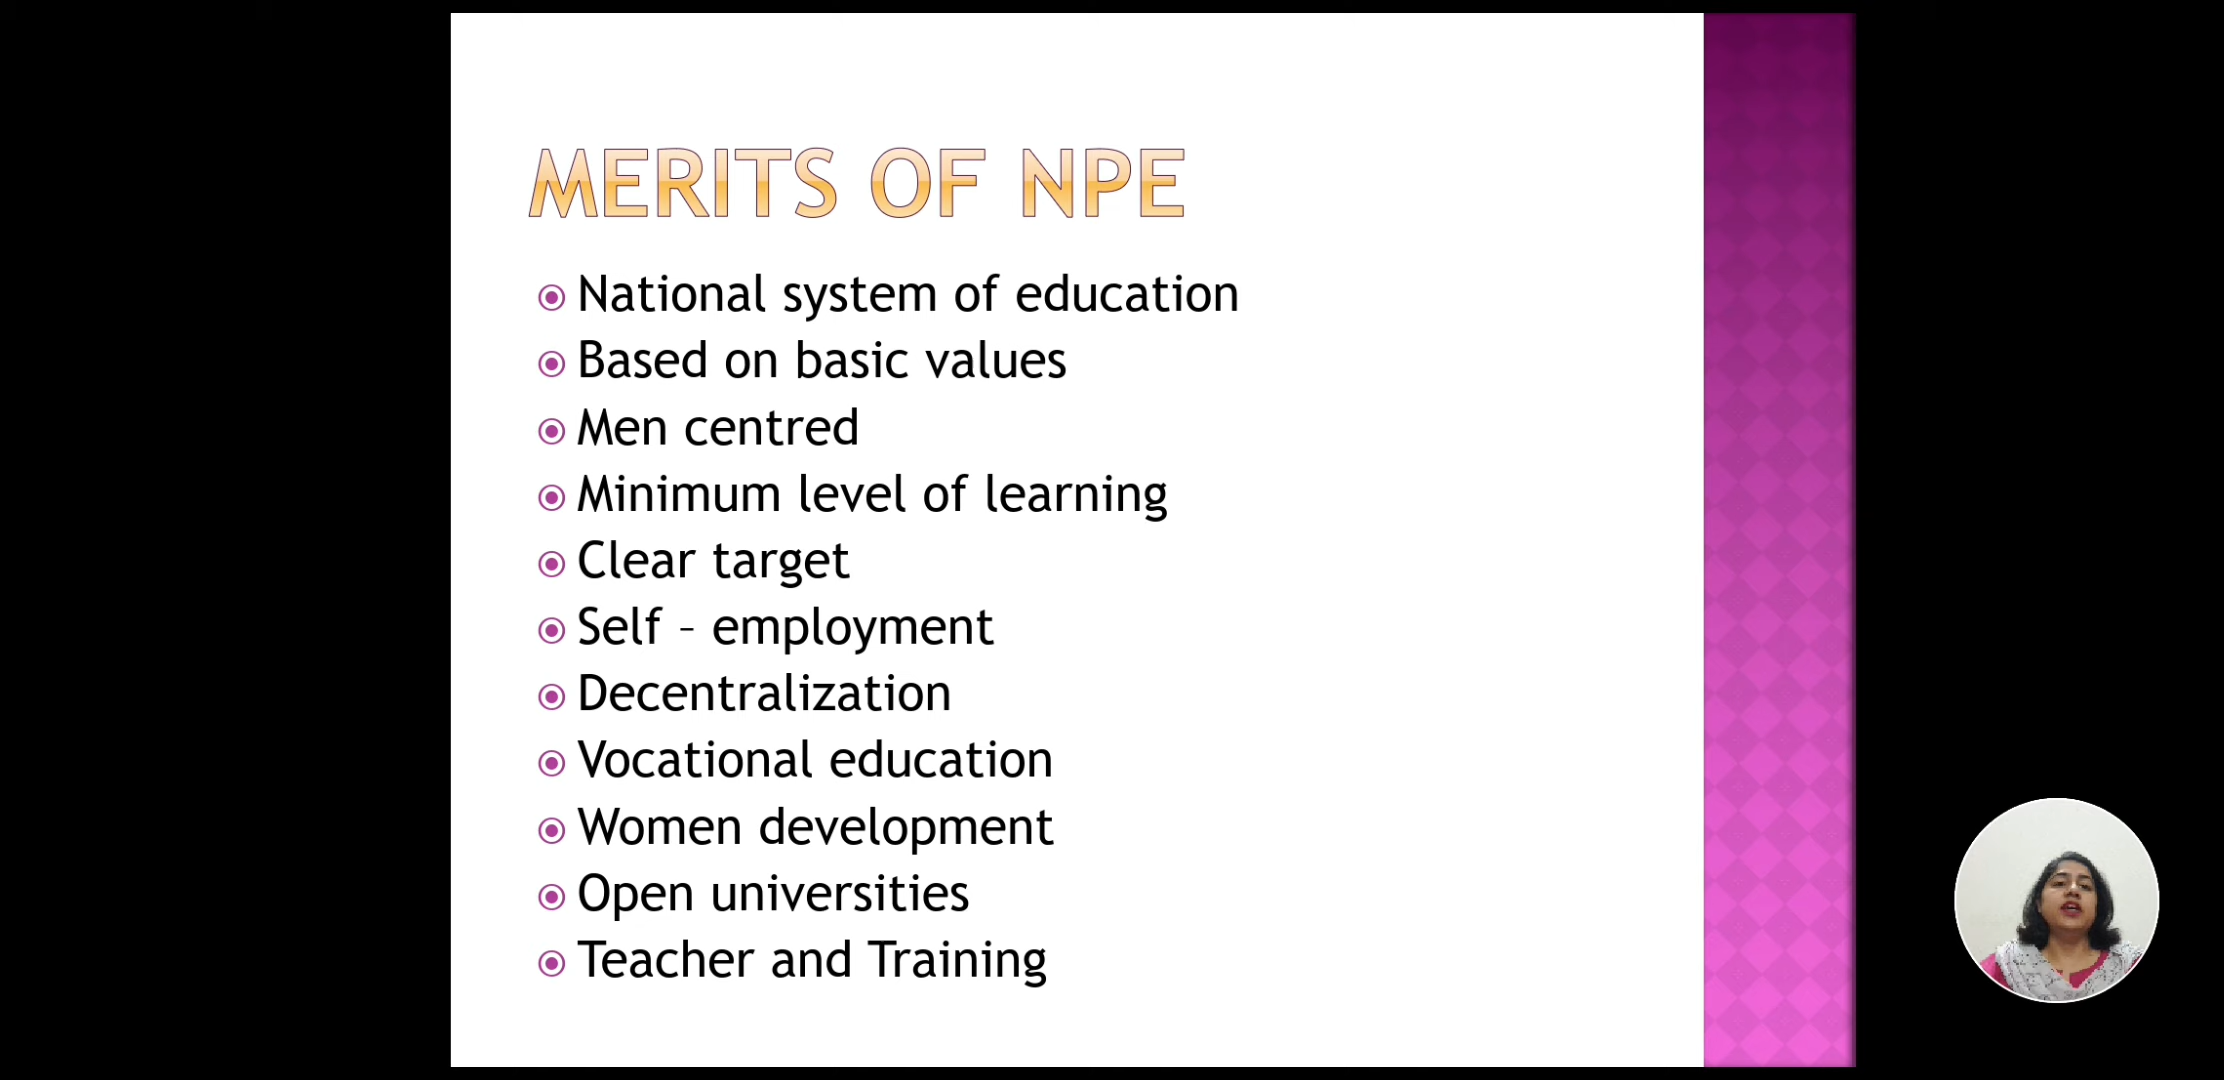 MERITS OF NPE
National system of education
Based on basic values
Men centred
Minimum level of learning
Clear target
Self – employment
Decentralization
Vocational education
Women development
Open universities
Teacher and Training